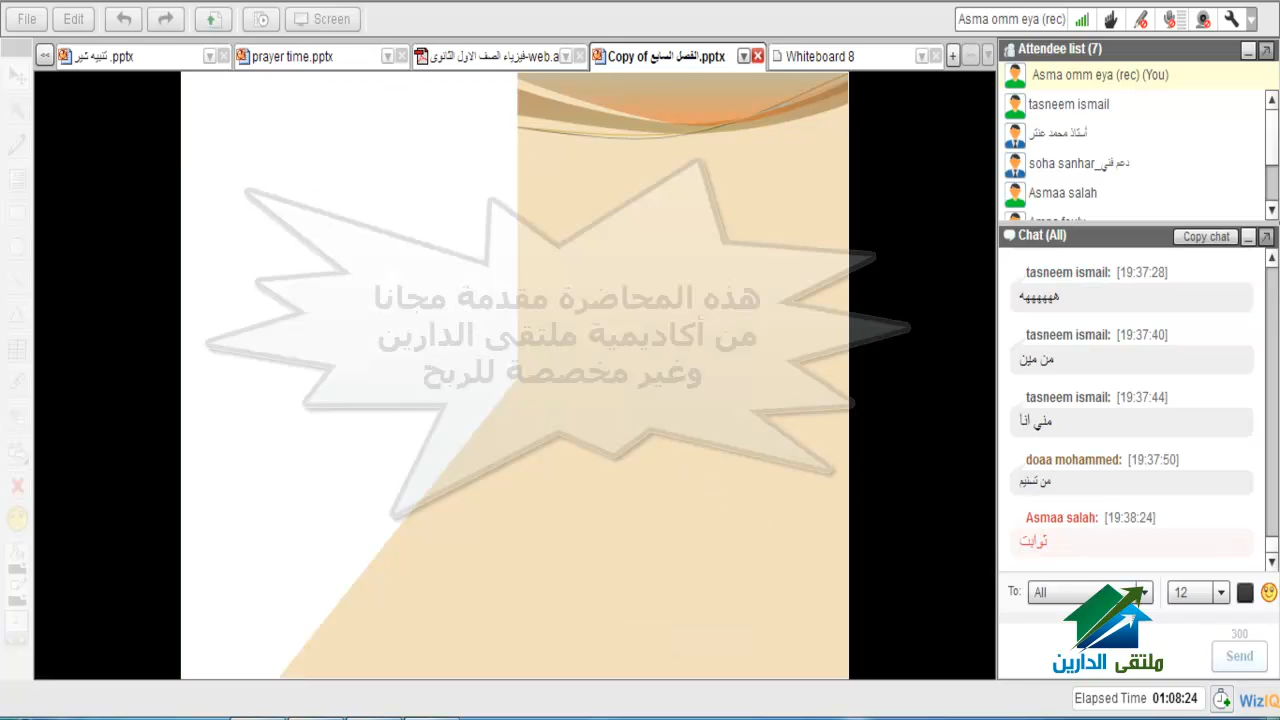 File
Edit
Screen
Asma omm eya (rec)
<<
تنبيه شير.pptx
prayer time.pptx
فيزياء الصف الاول الثانوى-web.a
Copy of الفصل السابع.pptx
Whiteboard 8
Attendee list (7)
Asma omm eya (rec) (You)
tasneem ismail
أستاذ محمد عنتر
soha sanhar_دعم فني
Asmaa salah
هذه المحاضرة مقدمة مجانا
من أكاديمية ملتقى الدارين
وغير مخصصة للربح
Chat (All)
Copy chat
tasneem ismail: [19:37:28]
هههههه
tasneem ismail: [19:37:40]
من مين
tasneem ismail: [19:37:44]
مني انا
doaa mohammed: [19:37:50]
من تسنيم
Asmaa salah: [19:38:24]
ثوابت
To:
All
12
300
Send
ملتقى الدارين
Elapsed Time 01:08:24
WizIQ